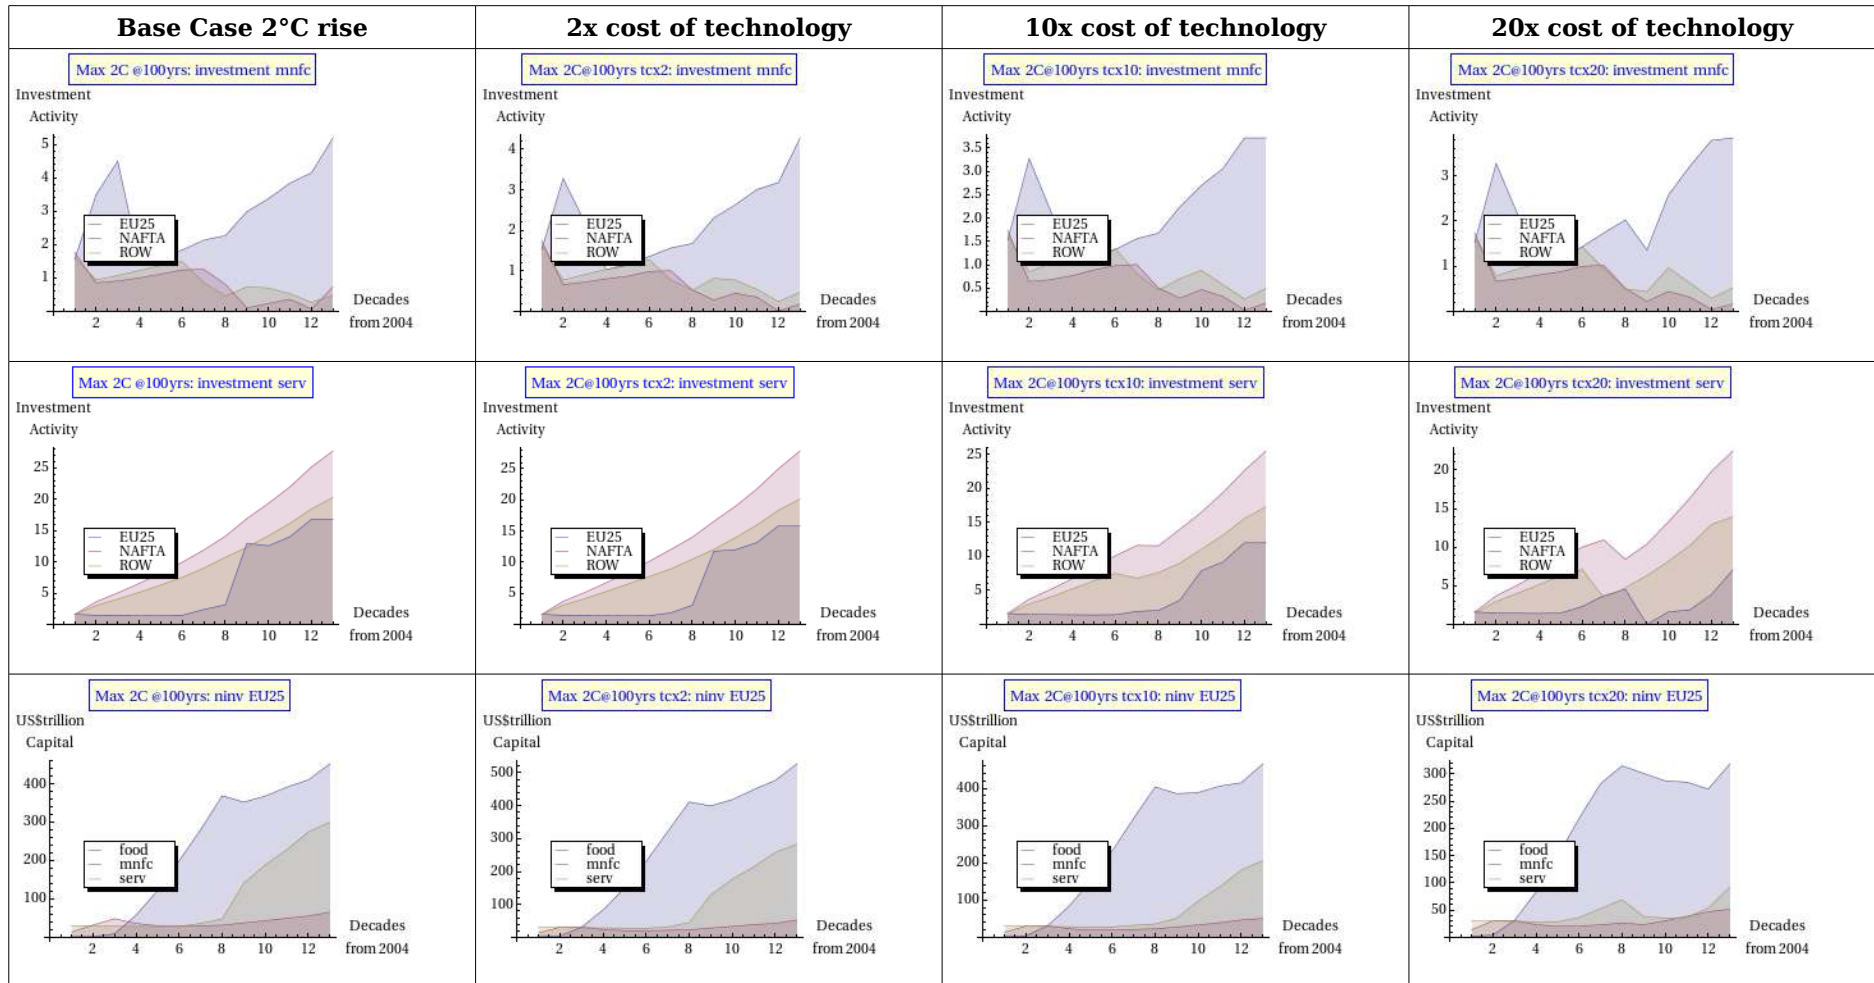 Base Case 2°C rise
2x cost of technology
10x cost of technology
20x cost of technology
Max 2C @100yrs: investment mnfc
Investment
Activity
5
4
3
2
1
EU25
NAFTA
ROW
2 4 6 8 10 12
Decades
from 2004
Max 2C@100yrs tcx2: investment mnfc
Investment
Activity
4
3
2
1
EU25
NAFTA
ROW
2 4 6 8 10 12
Decades
from 2004
Max 2C@100yrs tcx10: investment mnfc
Investment
Activity
3.5
3.0
2.5
2.0
1.5
1.0
0.5
EU25
NAFTA
ROW
2 4 6 8 10 12
Decades
from 2004
Max 2C@100yrs tcx20: investment mnfc
Investment
Activity
3
2
1
EU25
NAFTA
ROW
2 4 6 8 10 12
Decades
from 2004
Max 2C @100yrs: investment serv
Investment
Activity
25
20
15
10
5
EU25
NAFTA
ROW
2 4 6 8 10 12
Decades
from 2004
Max 2C@100yrs tcx2: investment serv
Investment
Activity
25
20
15
10
5
EU25
NAFTA
ROW
2 4 6 8 10 12
Decades
from 2004
Max 2C@100yrs tcx10: investment serv
Investment
Activity
25
20
15
10
5
EU25
NAFTA
ROW
2 4 6 8 10 12
Decades
from 2004
Max 2C@100yrs tcx20: investment serv
Investment
Activity
20
15
10
5
EU25
NAFTA
ROW
2 4 6 8 10 12
Decades
from 2004
Max 2C @100yrs: ninv EU25
US$trillion
Capital
400
300
200
100
food
mnfc
serv
2 4 6 8 10 12
Decades
from 2004
Max 2C@100yrs tcx2: ninv EU25
US$trillion
Capital
500
400
300
200
100
food
mnfc
serv
2 4 6 8 10 12
Decades
from 2004
Max 2C@100yrs tcx10: ninv EU25
US$trillion
Capital
400
300
200
100
food
mnfc
serv
2 4 6 8 10 12
Decades
from 2004
Max 2C@100yrs tcx20: ninv EU25
US$trillion
Capital
300
250
200
150
100
50
food
mnfc
serv
2 4 6 8 10 12
Decades
from 2004